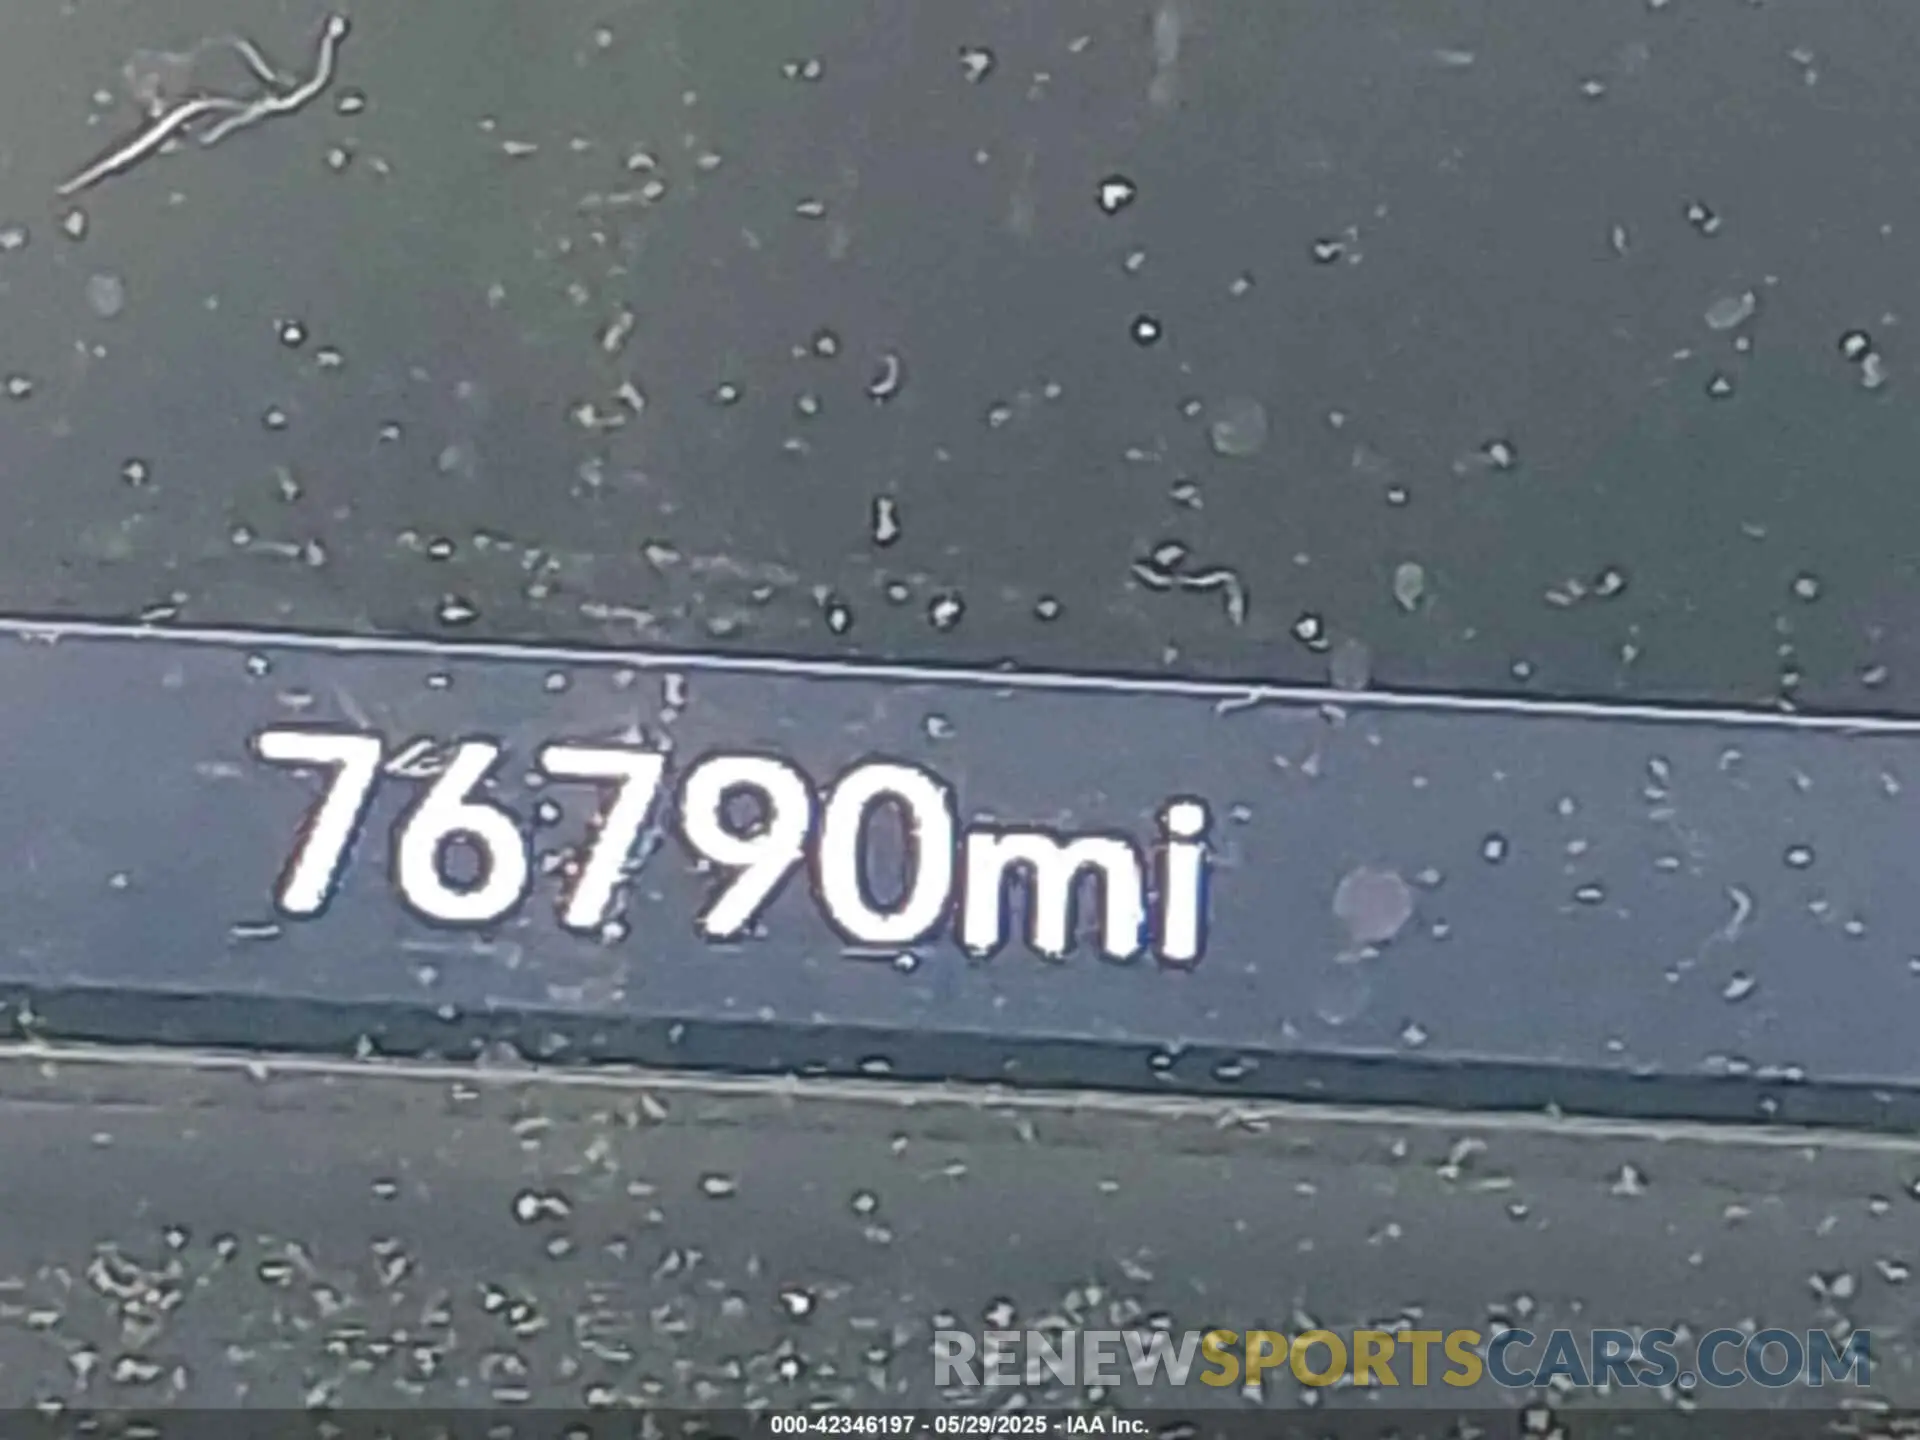 76790mi
RENEWSPORTSCARS.COM
000-42346197 - 05/29/2025 - IAA Inc.